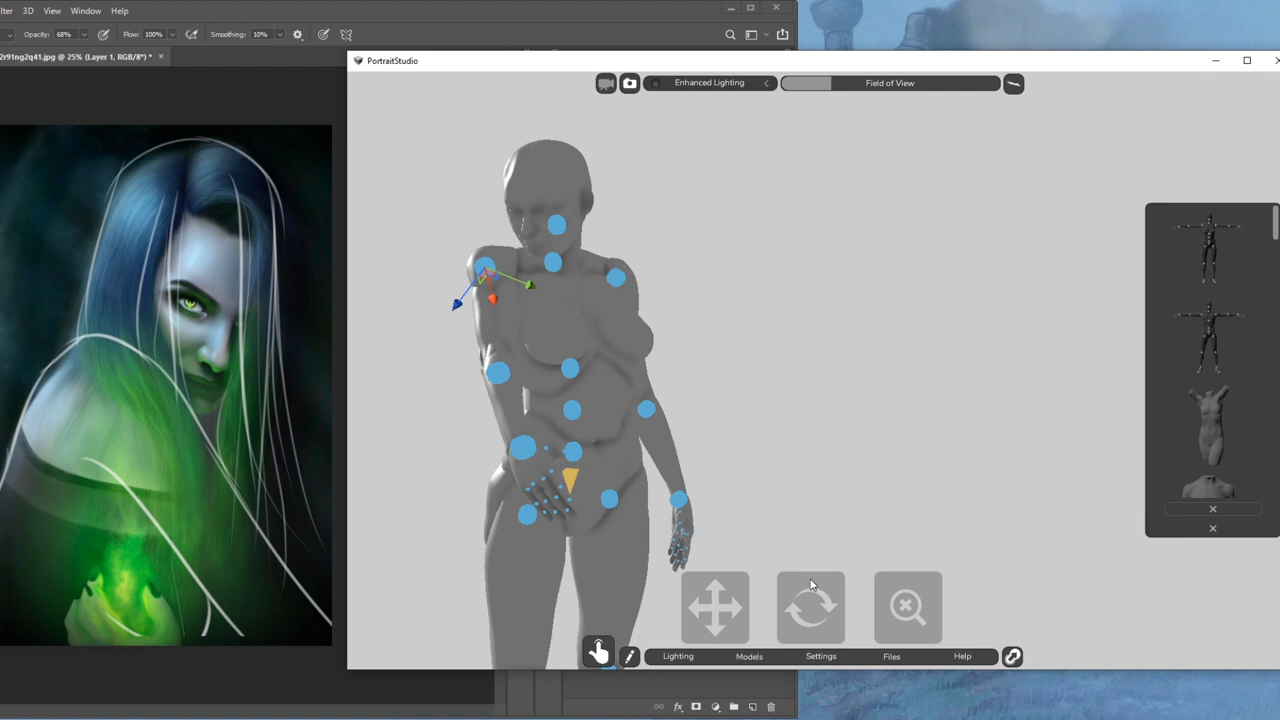 lter 3D View Window Help
Opacity: 68% Flow: 100% Smoothing: 10%
2r91ng2q41.jpg @ 25% (Layer 1, RGB/8*) * ×
PortraitStudio
Enhanced Lighting Field of View
Lighting Models Settings Files Help
fx